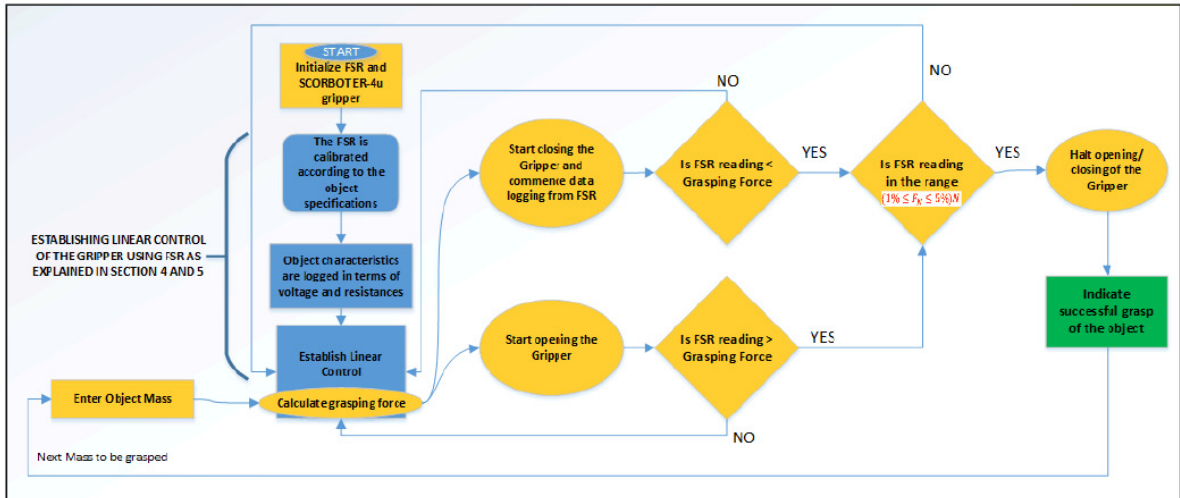 START
Initialize FSR and
SCORBOTER-4u
gripper
The FSR is
calibrated
according to the
object
specifications
ESTABLISHING LINEAR CONTROL
OF THE GRIPPER USING FSR AS
EXPLAINED IN SECTION 4 AND 5
Object characteristics
are logged in terms of
voltage and resistances
Establish Linear
Control
Enter Object Mass
Calculate grasping force
Start closing the
Gripper and
commence data
logging from FSR
NO
Is FSR reading <
Grasping Force
YES
NO
Is FSR reading
in the range
(1% ≤ F_N ≤ 5%)N
YES
Halt opening/
closing of the
Gripper
Start opening the
Gripper
Is FSR reading >
Grasping Force
YES
NO
Indicate
successful grasp
of the object
Next Mass to be grasped